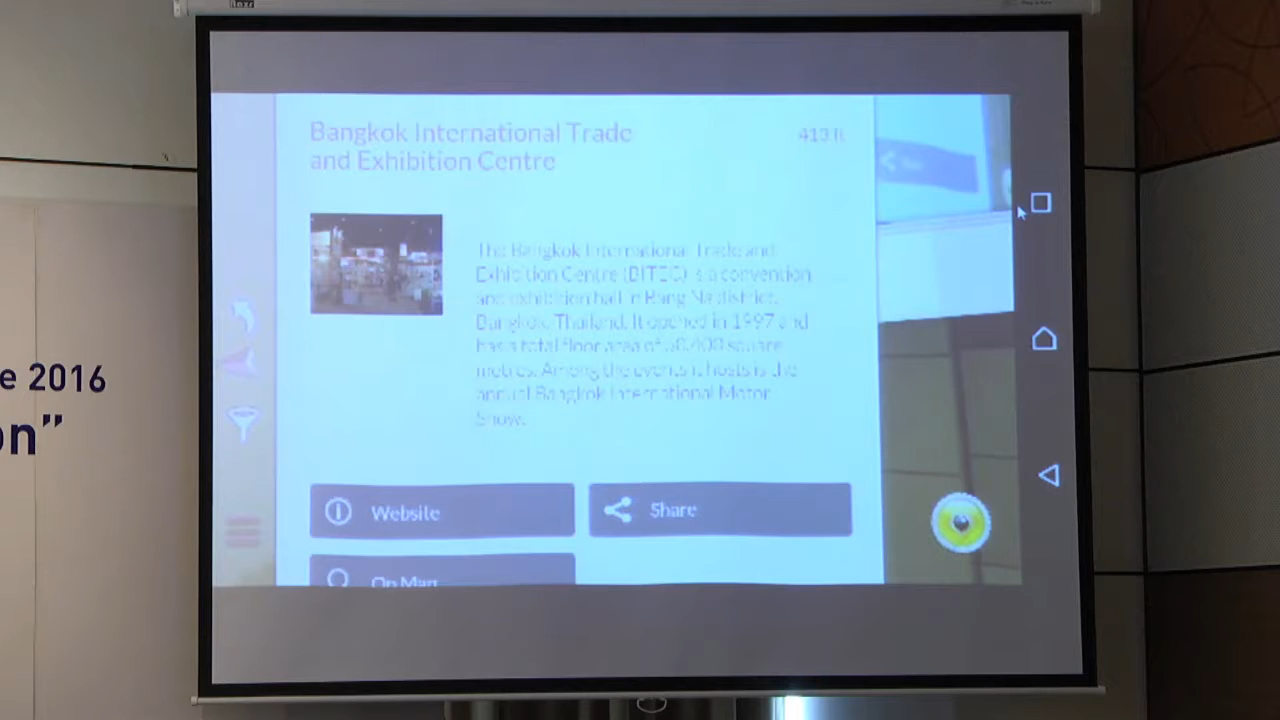 Bangkok International Trade
and Exhibition Centre
413 ft
The Bangkok International Trade and
Exhibition Centre (BITEC) is a convention
and exhibition hall in Bang Na district,
Bangkok, Thailand. It opened in 1997 and
has a total floor area of square
metres. Among the events it hosts is the
annual Bangkok International Motor
Show.
Website
Share
On Map
e 2016
on"